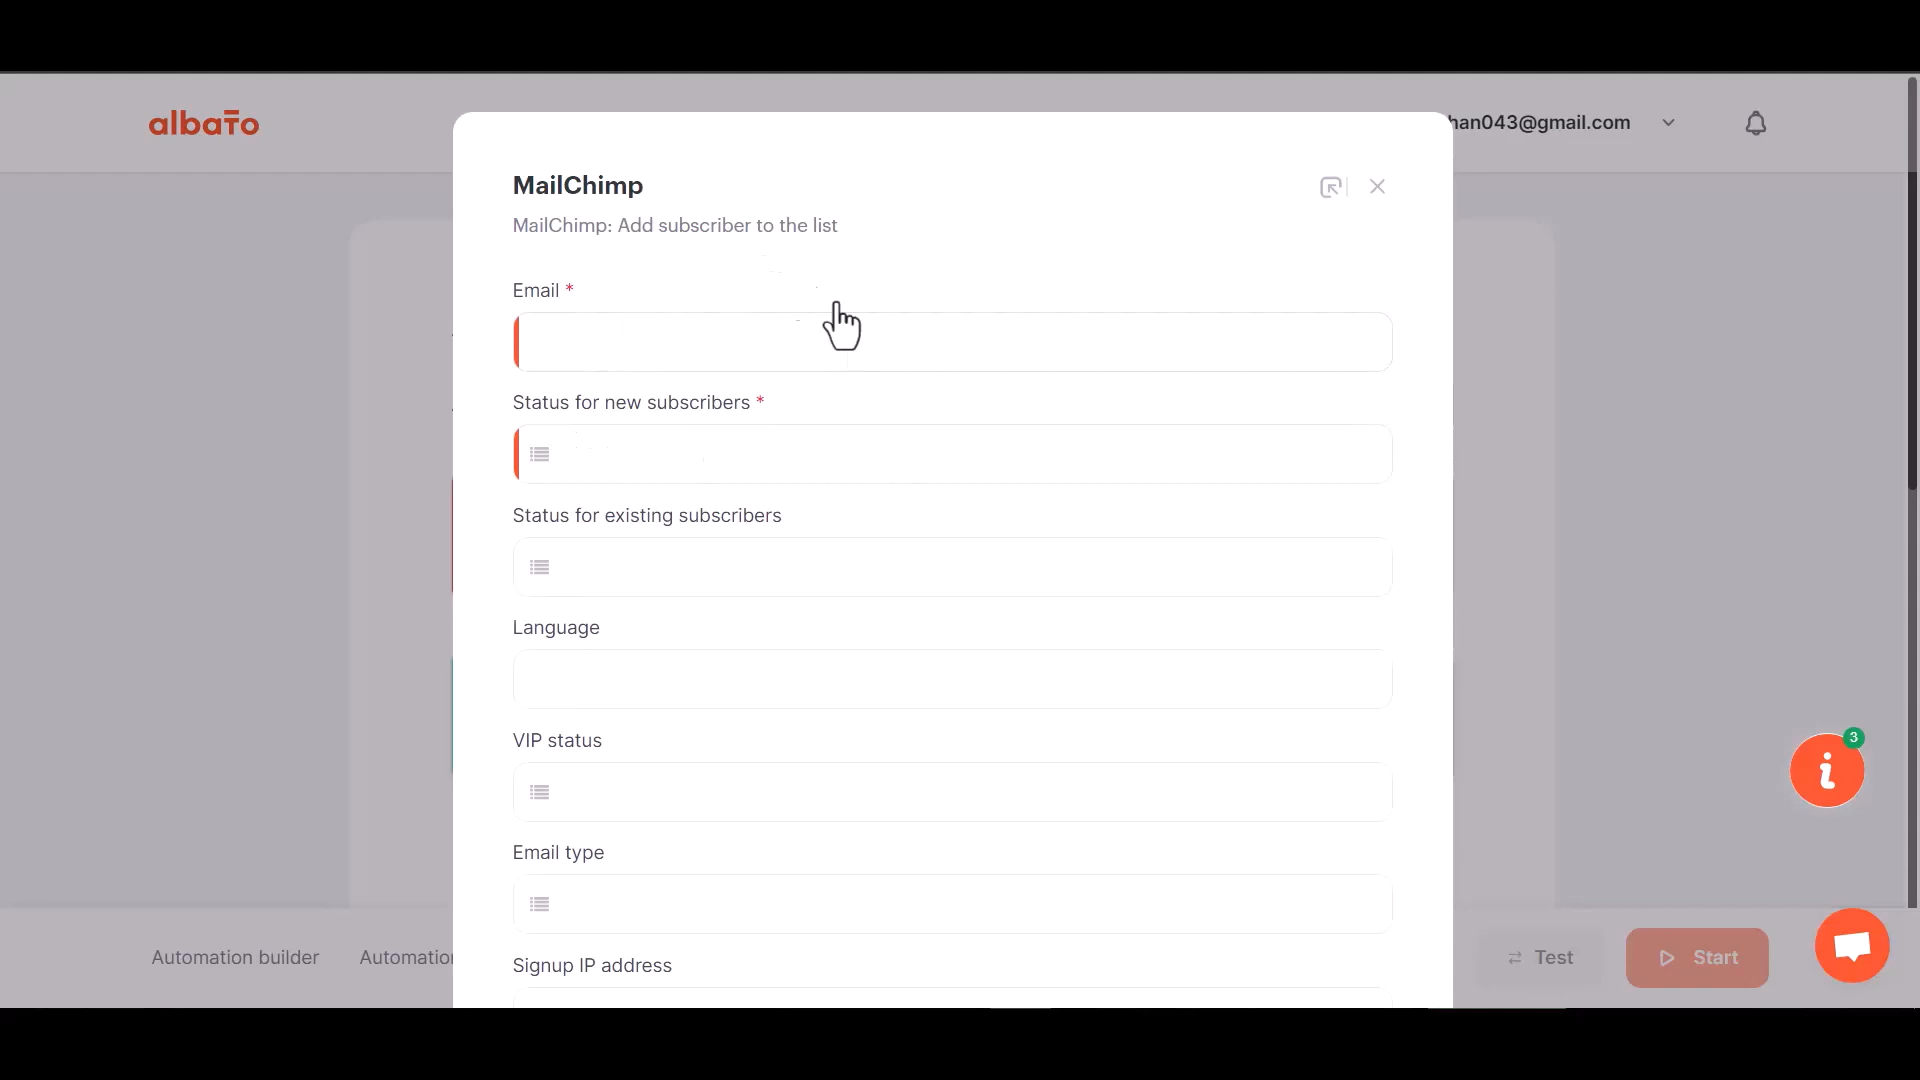 albato
han043@gmail.com
MailChimp
MailChimp: Add subscriber to the list
Email *
Status for new subscribers *
Status for existing subscribers
Language
VIP status
3
Email type
Signup IP address
Automation builder
Automation
Test
Start